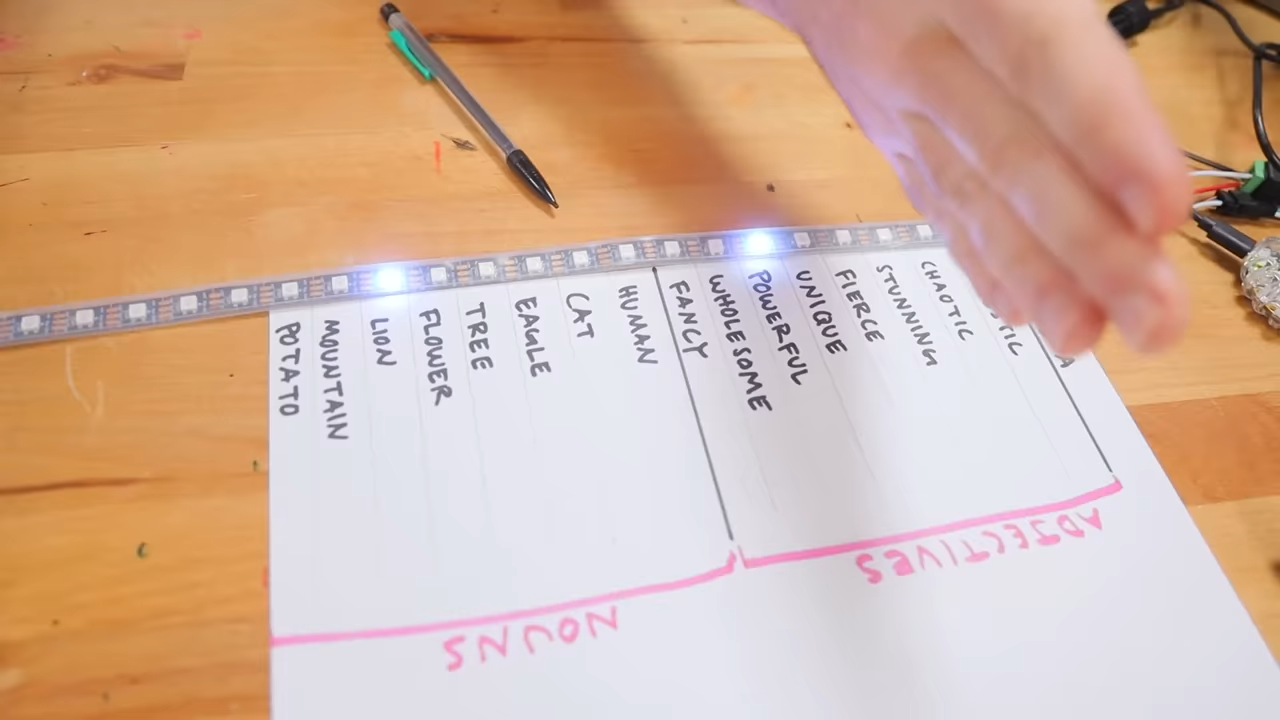 POTATO
MOUNTAIN
LION
FLOWER
TREE
EAGLE
CAT
HUMAN
FANCY
WHOLESOME
POWERFUL
UNIQUE
FIERCE
STUNNING
CHAOTIC
NOUNS
ADJECTIVES